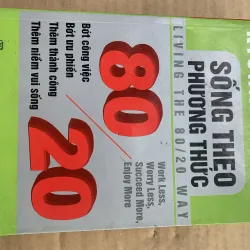 SỐNG THEO
PHƯƠNG THỨC
LIVING THE 80/20 WAY
80/20
Bớt công việc
Bớt ưu phiền
Thêm thành công
Thêm niềm vui sống
Work Less,
Worry Less,
Succeed More,
Enjoy More